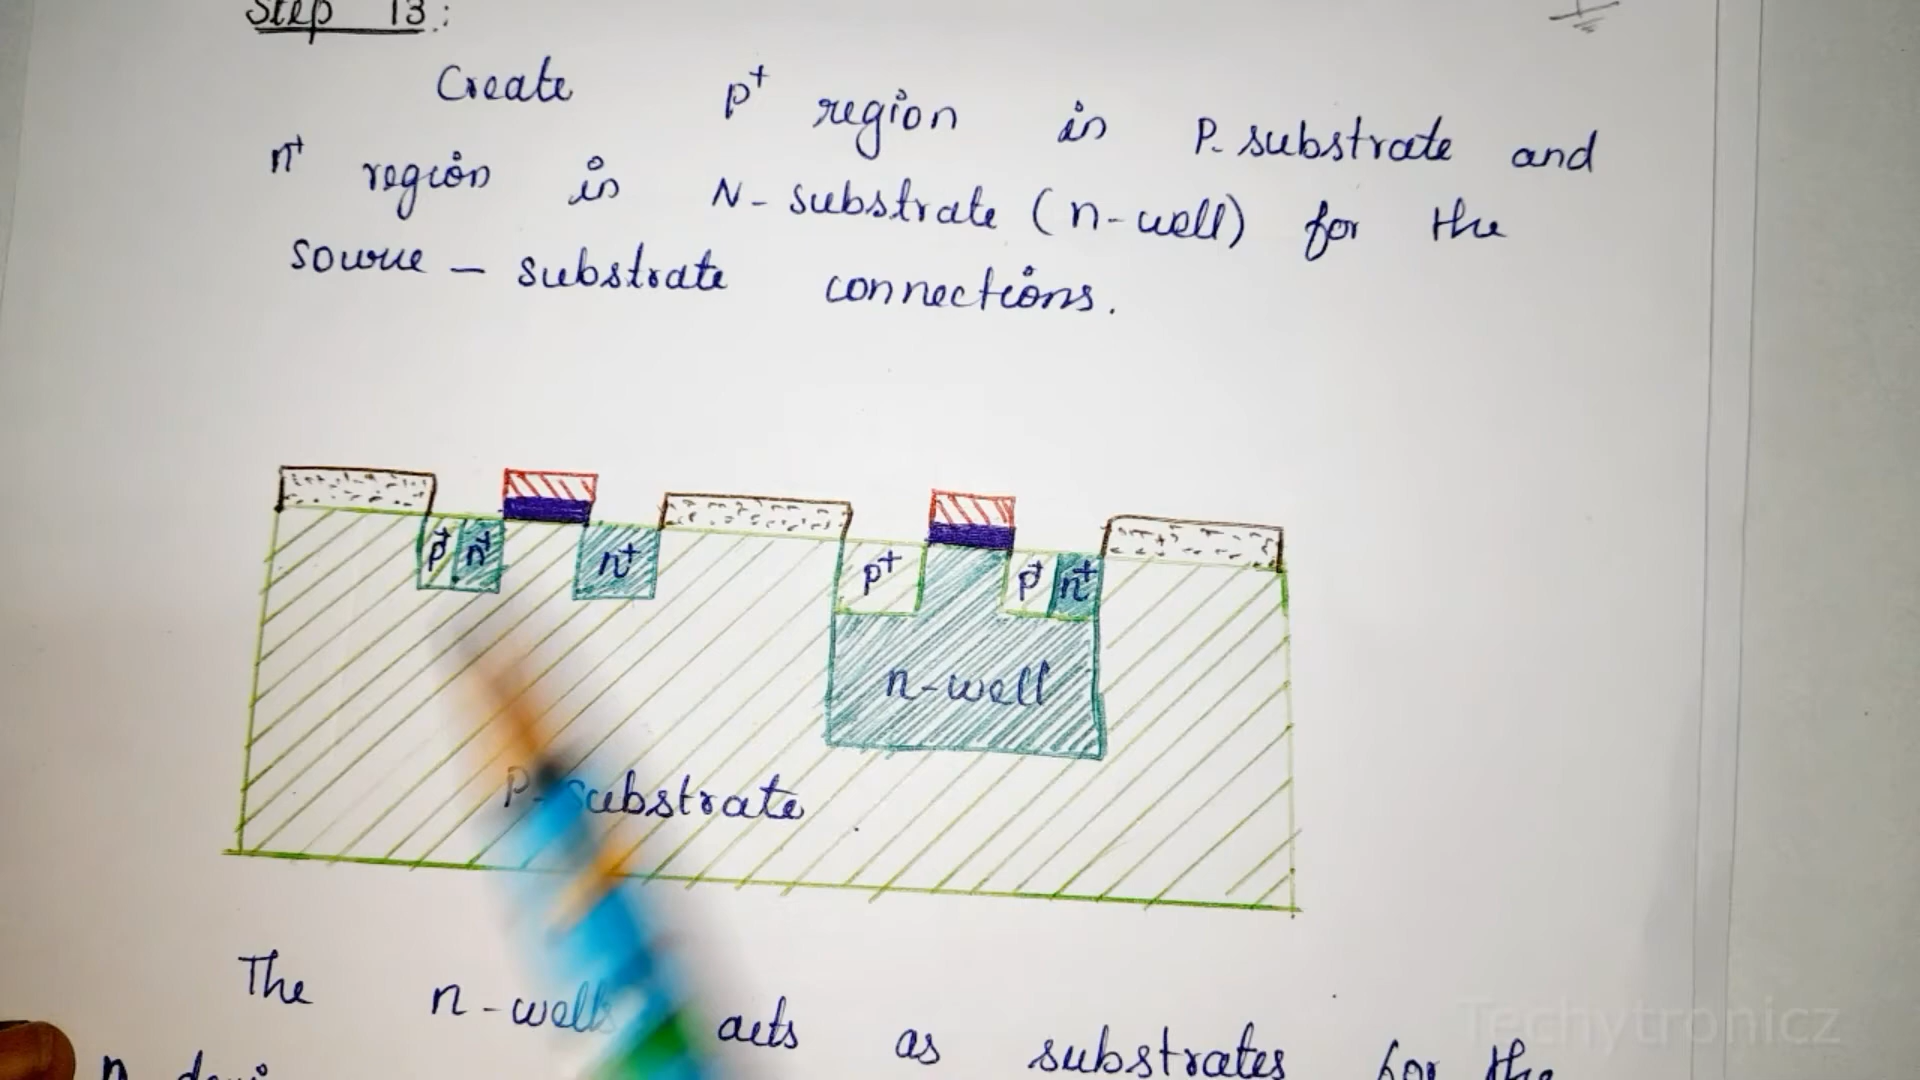 Step 13:
Create p+ region in P-substrate and
n+ region in N-substrate (n-well) for the
source - substrate connections.
p+ n+ n+ p+ p+ n+
n-well
P-substrate
The n-wells acts as substrates for the
Techytronicz